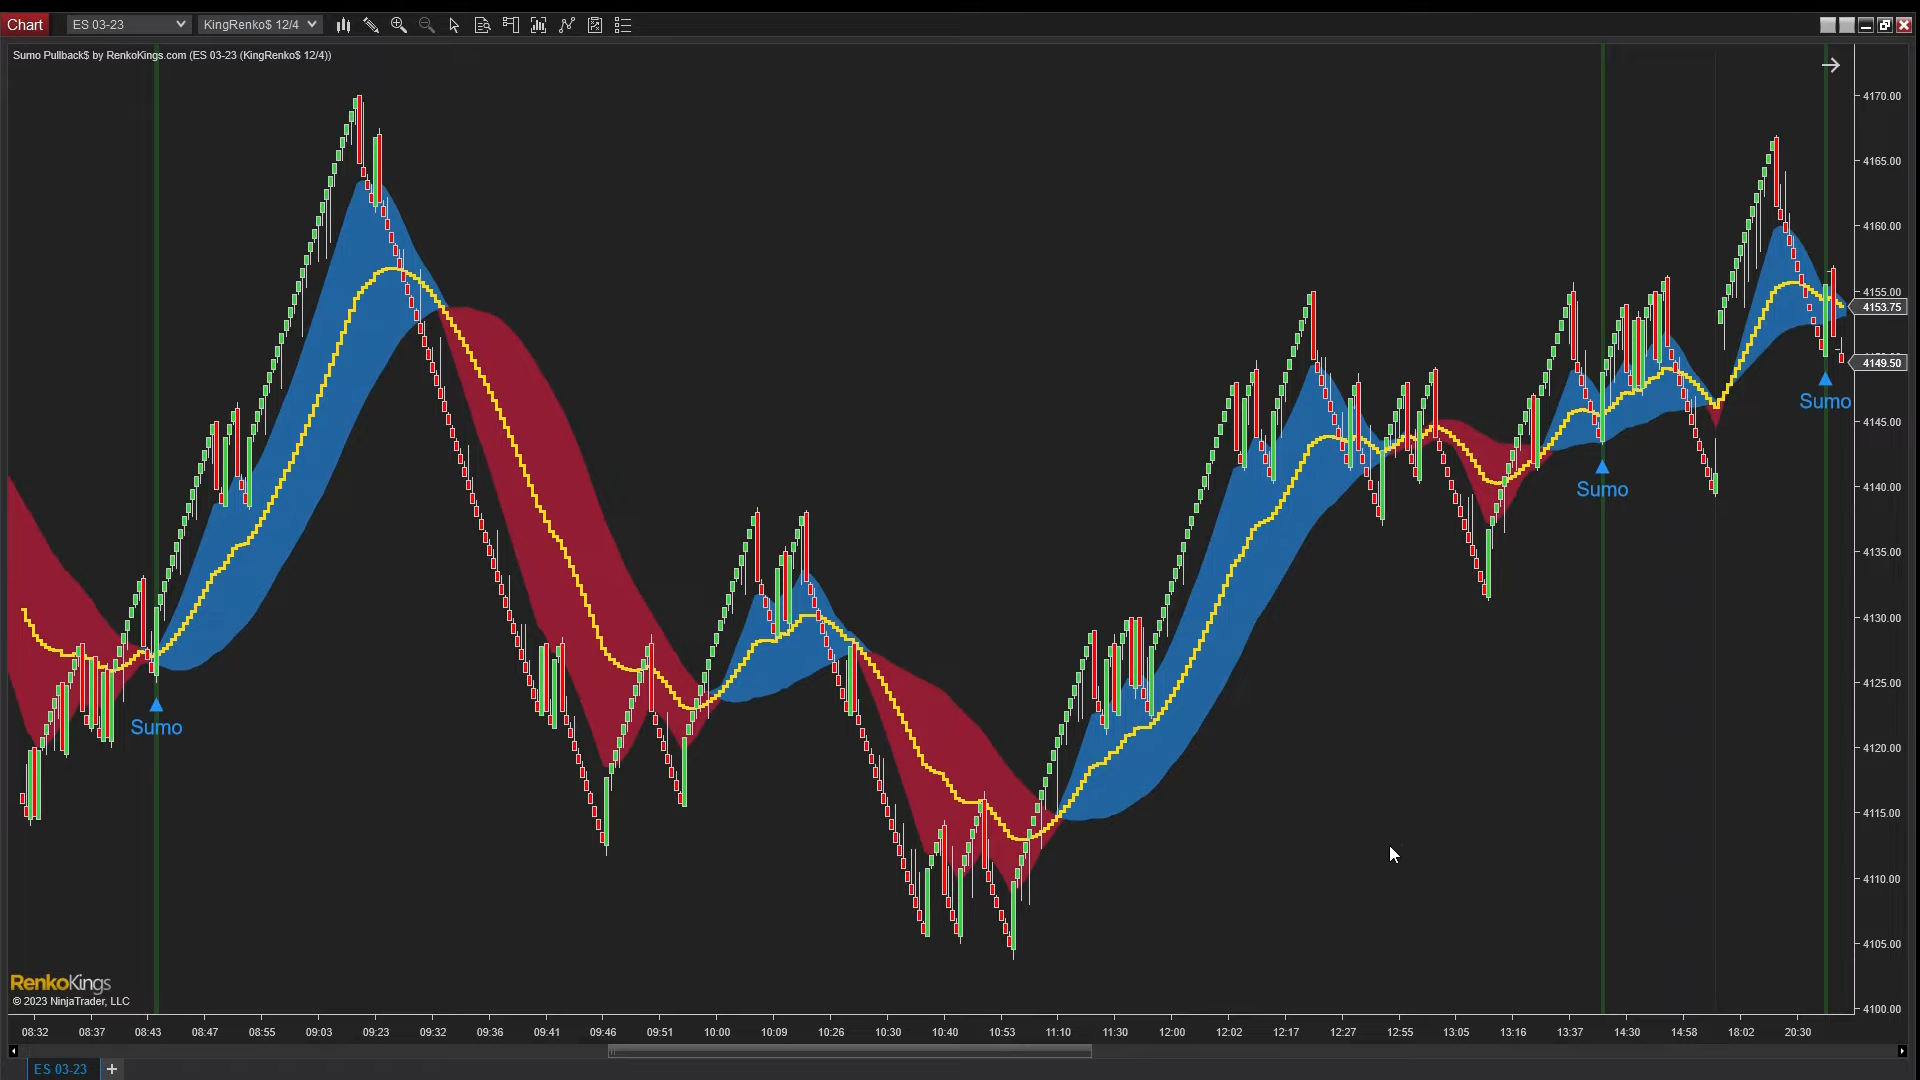 Chart
ES 03-23
KingRenko$ 12/4
Sumo Pullback$ by RenkoKings.com (ES 03-23 (KingRenko$ 12/4))
4170.00
4165.00
4160.00
4155.00
4153.75
4149.50
4145.00
4140.00
4135.00
4130.00
4125.00
4120.00
4115.00
4110.00
4105.00
4100.00
Sumo
Sumo
Sumo
RenkoKings
© 2023 NinjaTrader, LLC
08:32 08:37 08:43 08:47 08:55 09:03 09:23 09:32 09:36 09:41 09:46 09:51 10:00 10:09 10:26 10:30 10:40 10:53 11:10 11:30 12:00 12:02 12:17 12:27 12:55 13:05 13:16 13:37 14:30 14:58 18:02 20:30
ES 03-23 +